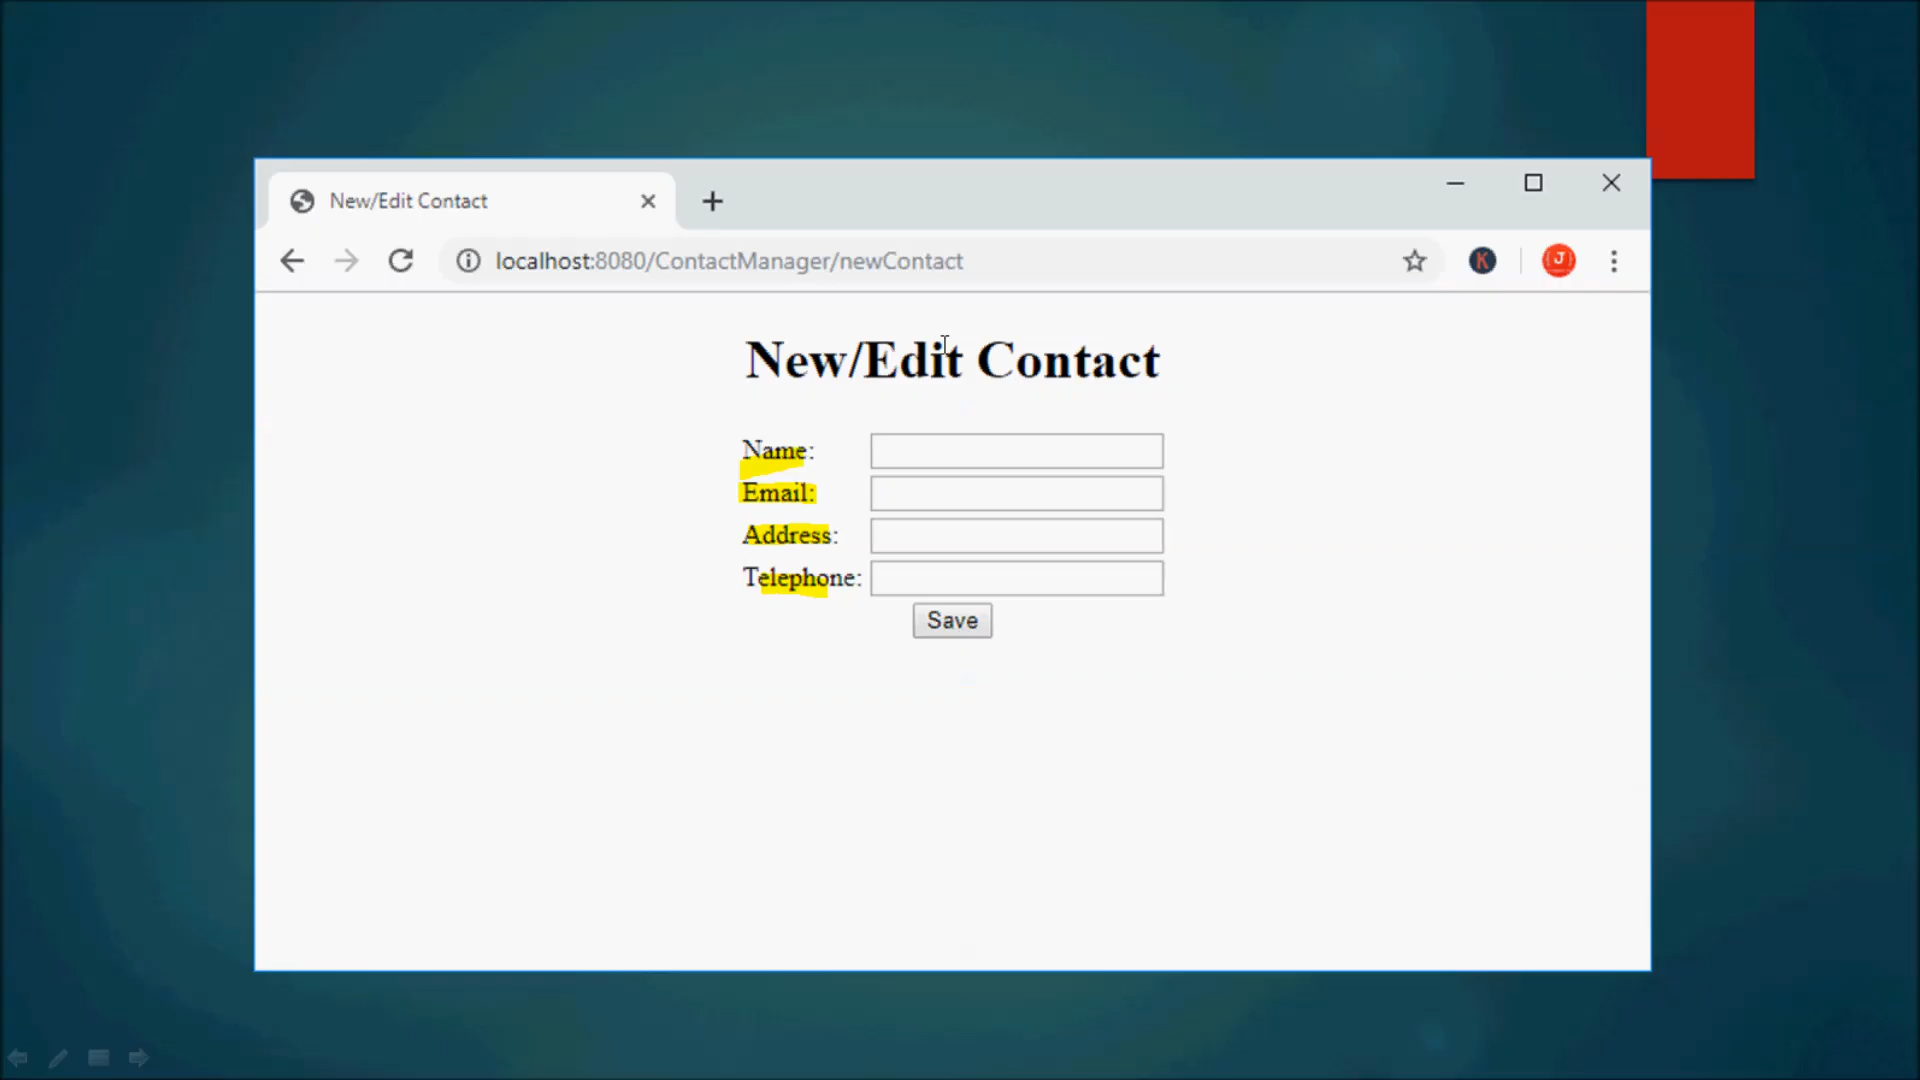 New/Edit Contact
localhost:8080/ContactManager/newContact
K
J
New/Edit Contact
Name:
Email:
Address:
Telephone:
Save